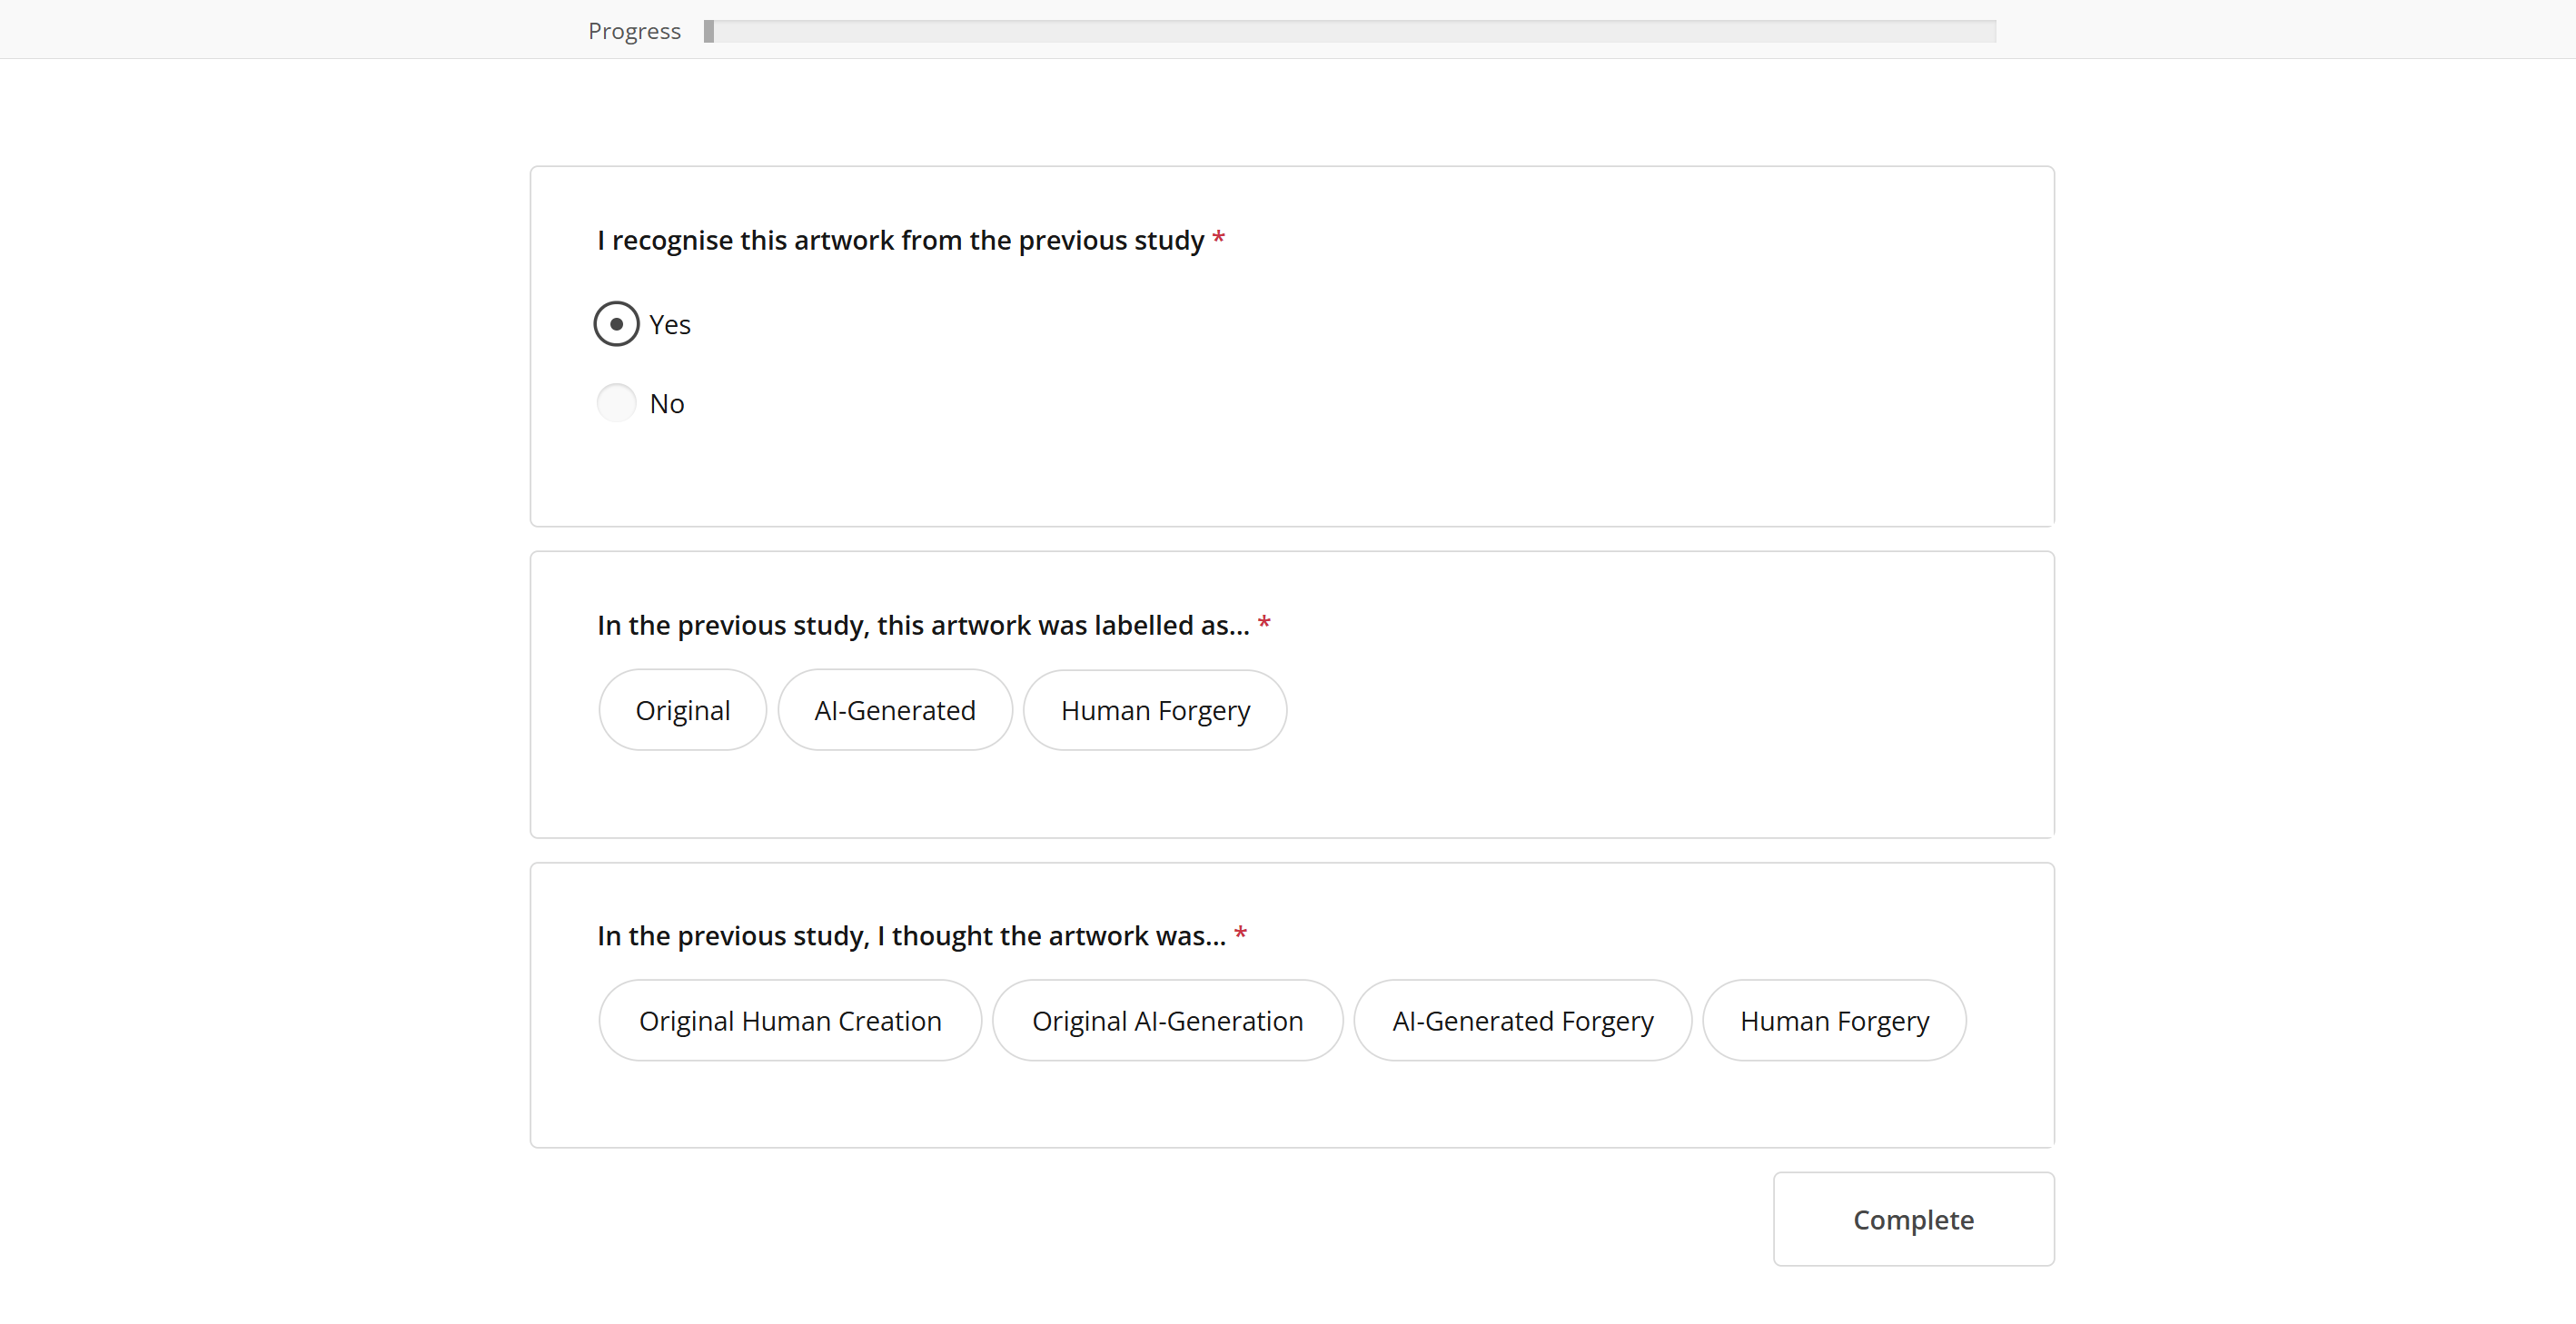 Progress
I recognise this artwork from the previous study *
Yes
No
In the previous study, this artwork was labelled as... *
Original AI-Generated Human Forgery
In the previous study, I thought the artwork was... *
Original Human Creation Original AI-Generation AI-Generated Forgery Human Forgery
Complete